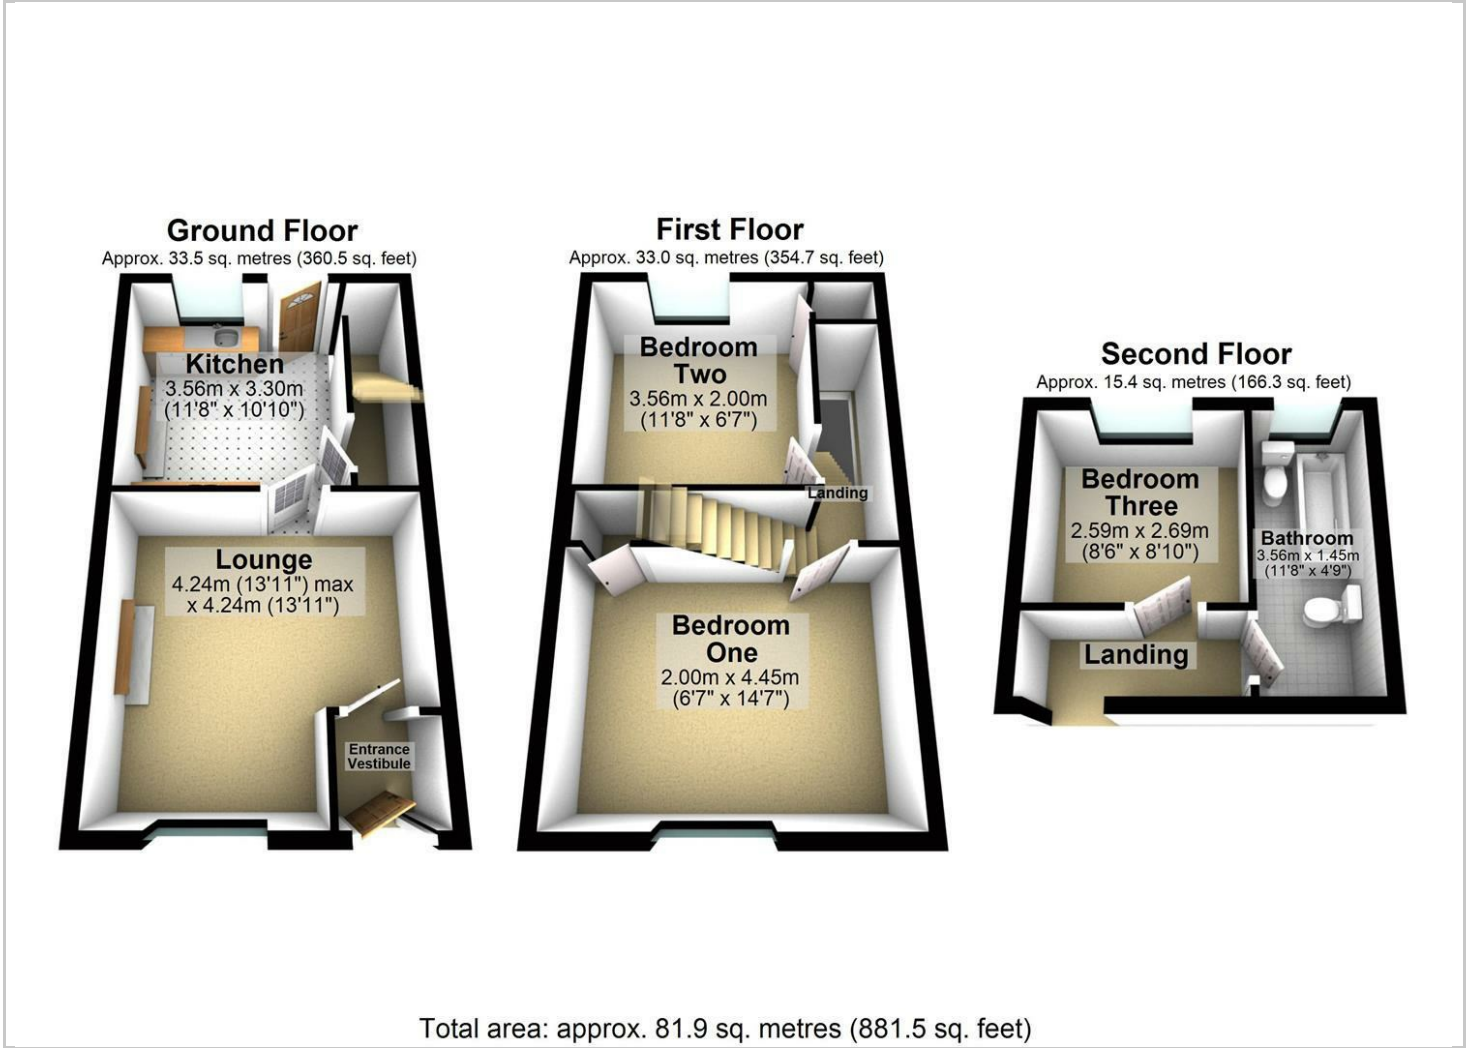 Ground Floor
Approx. 33.5 sq. metres (360.5 sq. feet)
Kitchen
3.56m x 3.30m
(11'8" x 10'10")
Lounge
4.24m (13'11") max
x 4.24m (13'11")
Entrance
Vestibule
First Floor
Approx. 33.0 sq. metres (354.7 sq. feet)
Bedroom
Two
3.56m x 2.00m
(11'8" x 6'7")
Landing
Bedroom
One
2.00m x 4.45m
(6'7" x 14'7")
Second Floor
Approx. 15.4 sq. metres (166.3 sq. feet)
Bedroom
Three
2.59m x 2.69m
(8'6" x 8'10")
Bathroom
3.56m x 1.45m
(11'8" x 4'9")
Landing
Total area: approx. 81.9 sq. metres (881.5 sq. feet)